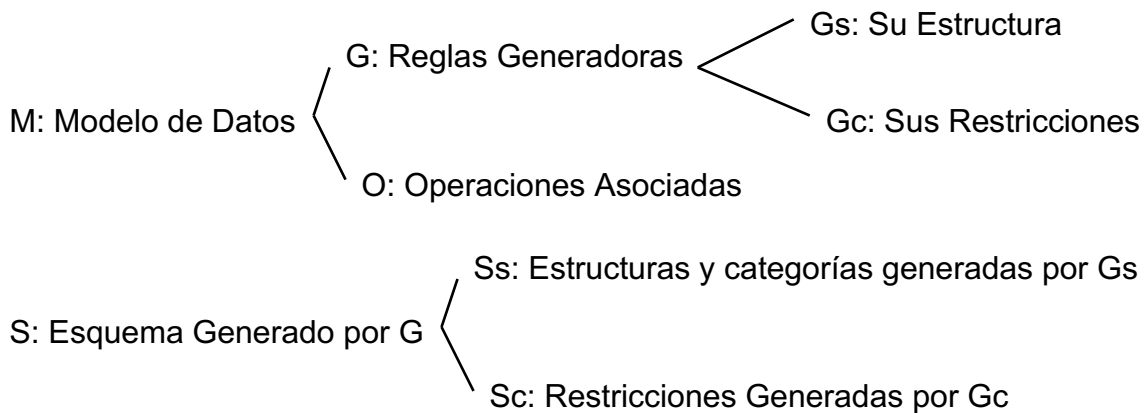 Gs: Su Estructura
G: Reglas Generadoras
M: Modelo de Datos
Gc: Sus Restricciones
O: Operaciones Asociadas
Ss: Estructuras y categorías generadas por Gs
S: Esquema Generado por G
Sc: Restricciones Generadas por Gc